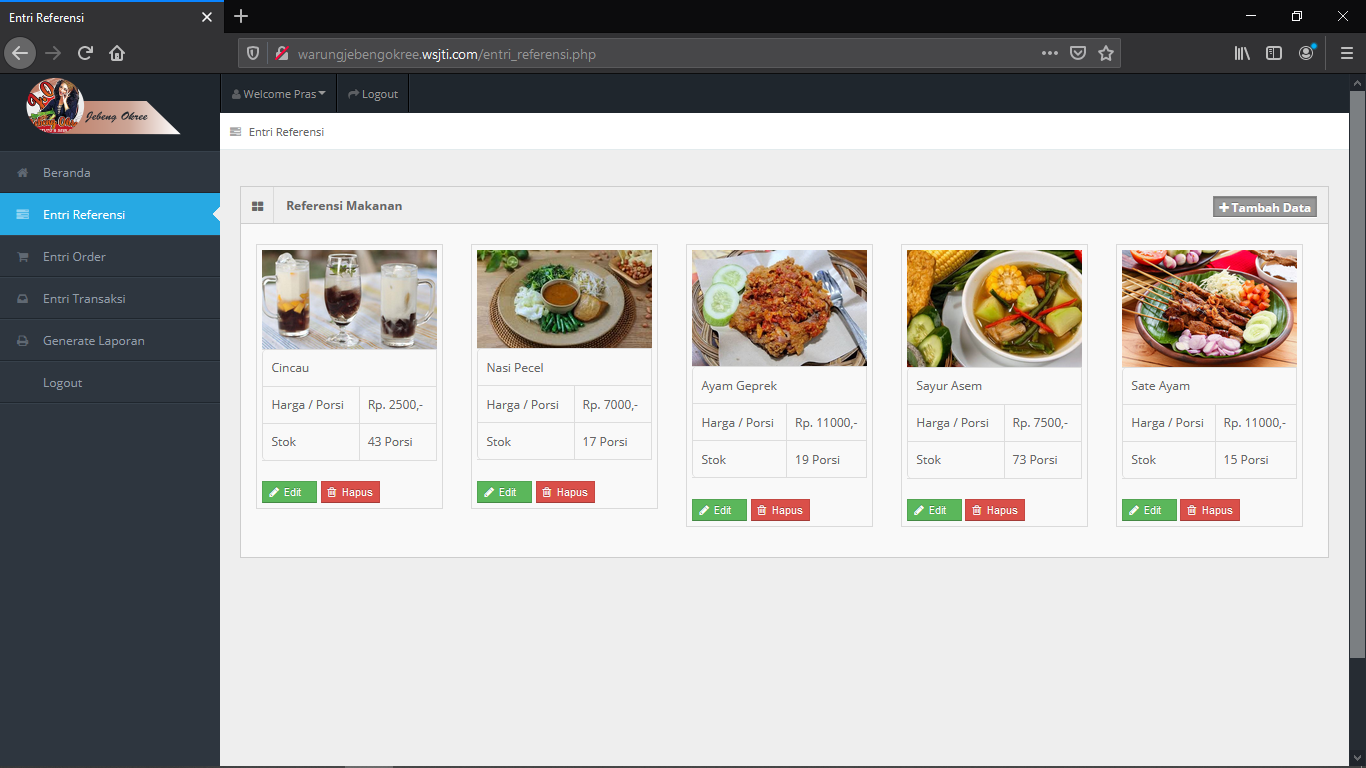 Entri Referensi
warungjebengokree.wsjti.com/entri_referensi.php
Jebeng Okree
Welcome Pras
Logout
Entri Referensi
Beranda
Entri Referensi
Entri Order
Entri Transaksi
Generate Laporan
Logout
Referensi Makanan
Tambah Data
Cincau
Harga / Porsi Rp. 2500,-
Stok 43 Porsi
Edit Hapus
Nasi Pecel
Harga / Porsi Rp. 7000,-
Stok 17 Porsi
Edit Hapus
Ayam Geprek
Harga / Porsi Rp. 11000,-
Stok 19 Porsi
Edit Hapus
Sayur Asem
Harga / Porsi Rp. 7500,-
Stok 73 Porsi
Edit Hapus
Sate Ayam
Harga / Porsi Rp. 11000,-
Stok 15 Porsi
Edit Hapus